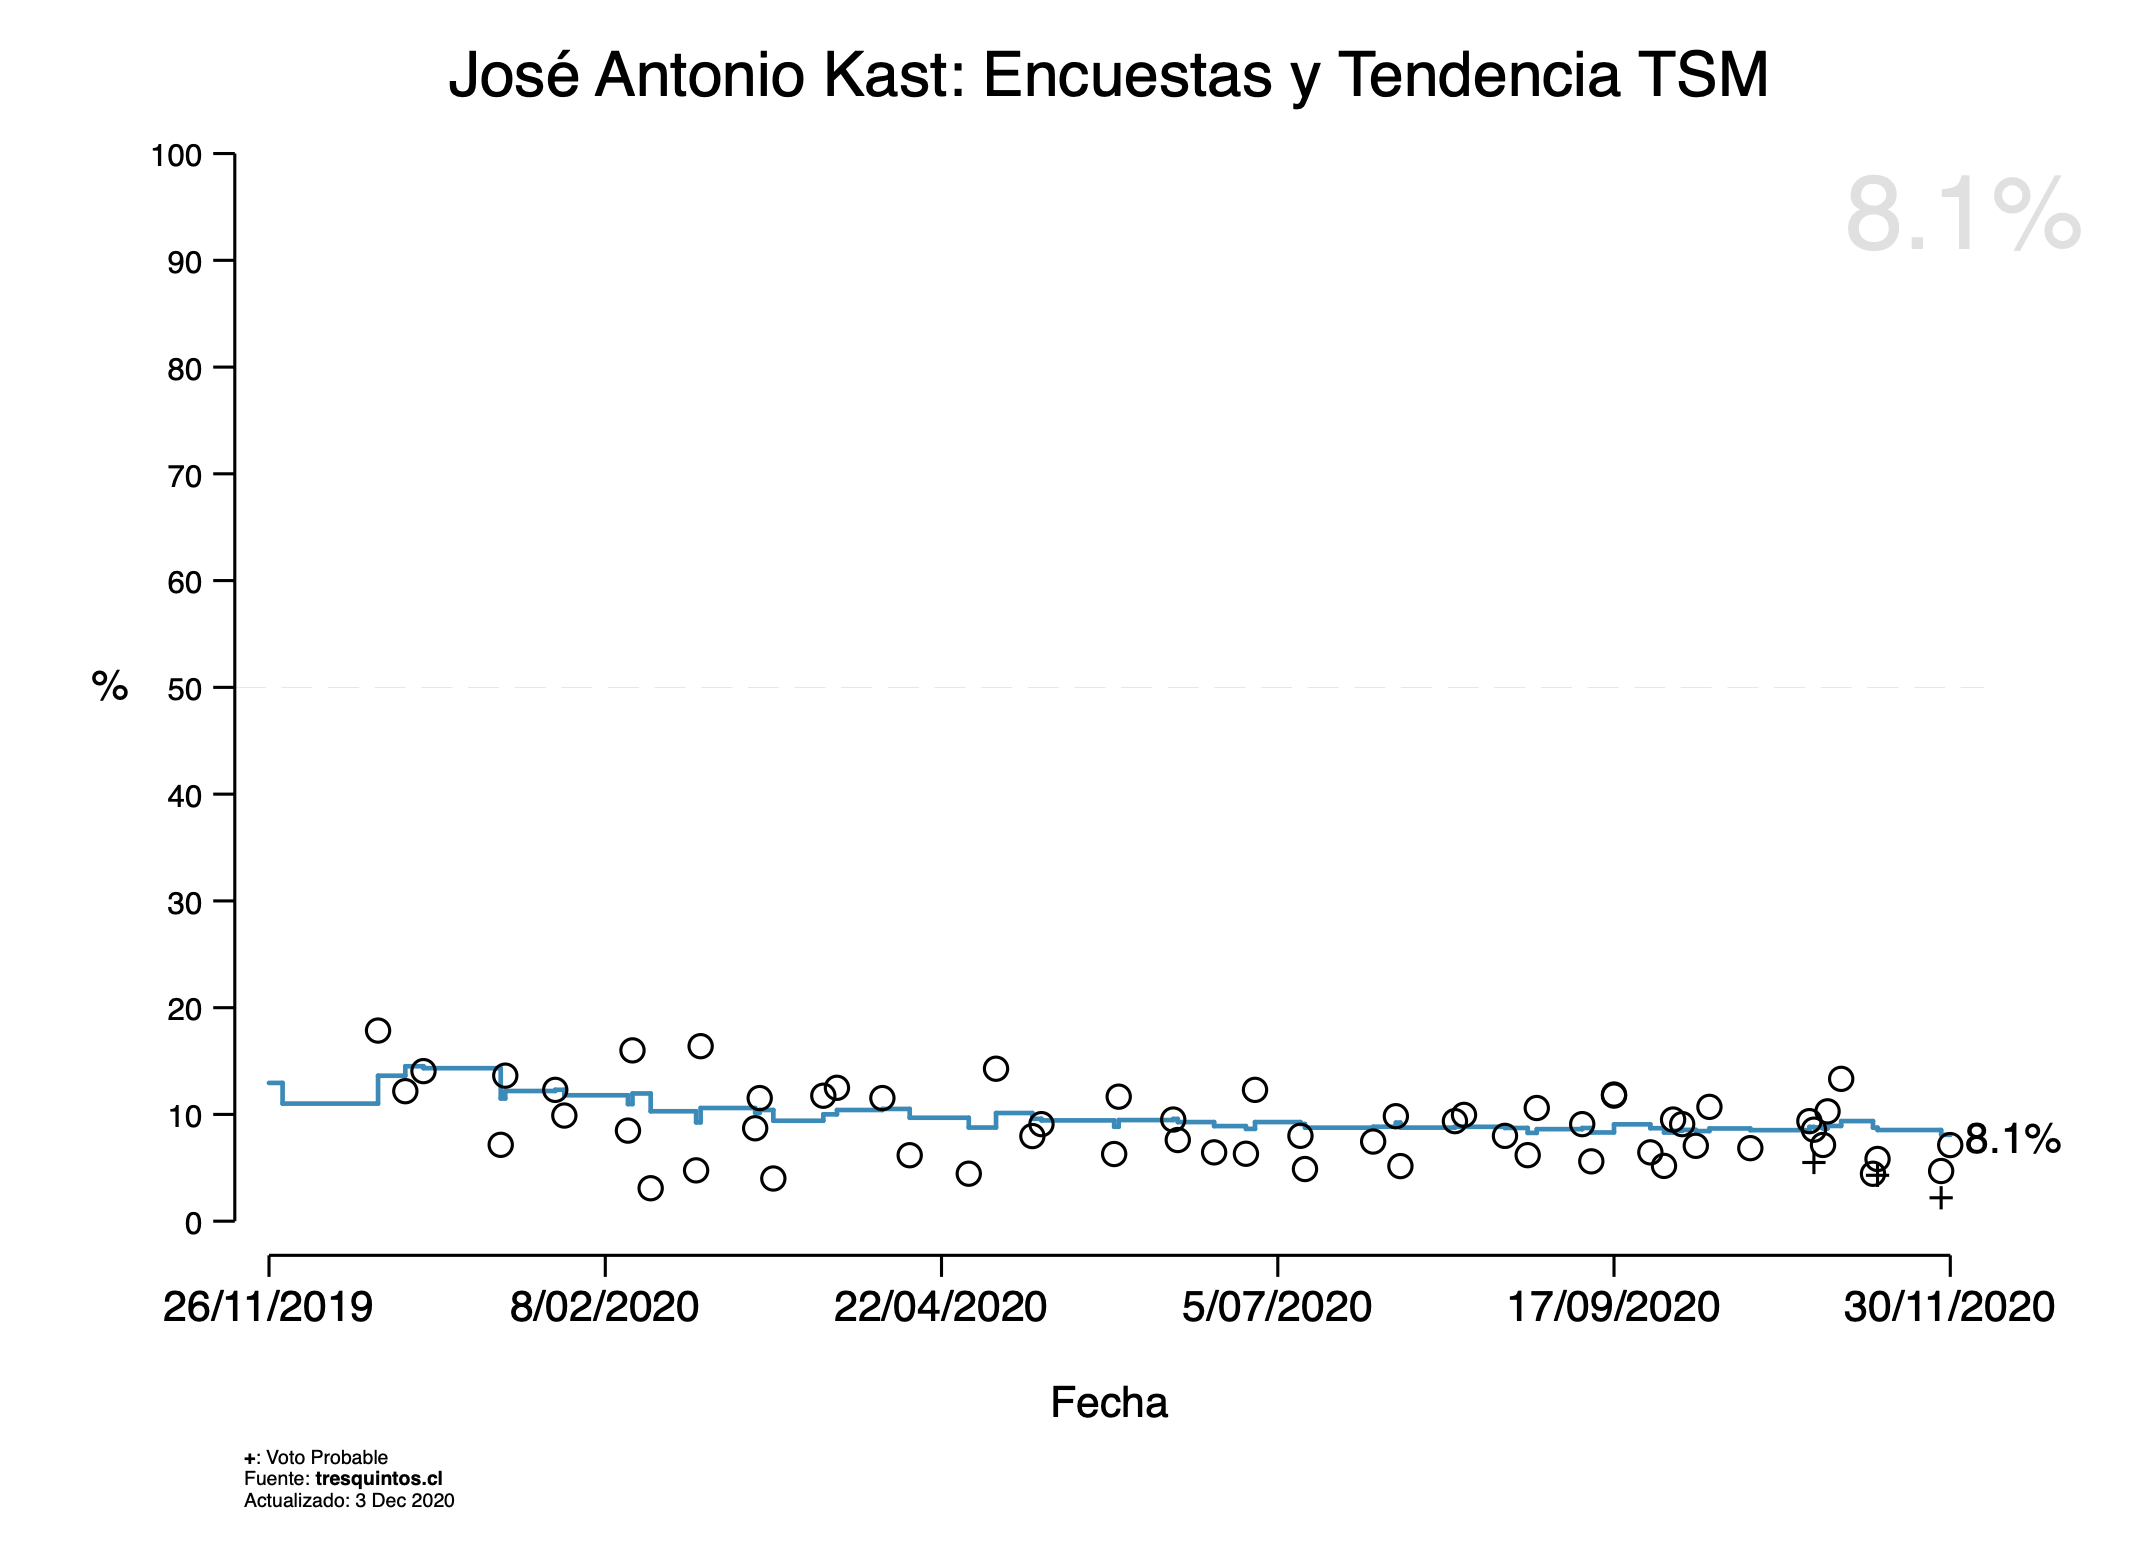 José Antonio Kast: Encuestas y Tendencia TSM
8.1%
100
90
80
70
60
50
40
30
20
10
0
%
8.1%
26/11/2019 8/02/2020 22/04/2020 5/07/2020 17/09/2020 30/11/2020
Fecha
+: Voto Probable
Fuente: tresquintos.cl
Actualizado: 3 Dec 2020